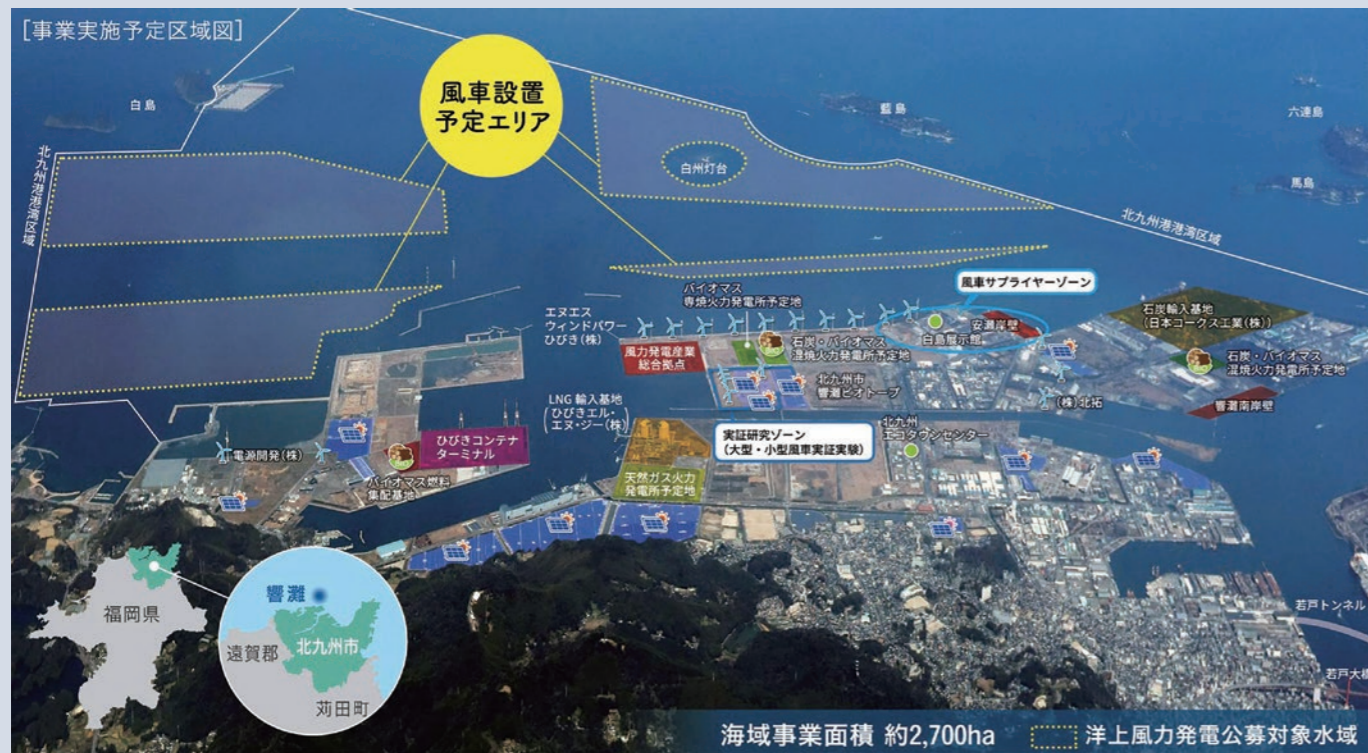 [事業実施予定区域図]
白島
風車設置
予定エリア
藍島
六連島
馬島
白州灯台
北九州港港湾区域
北九州港港湾区域
風車サプライヤーゾーン
バイオマス
専焼火力発電所予定地
エヌエス
ウィンドパワー
ひびき(株)
風力発電産業
総合拠点
石炭・バイオマス
混焼火力発電所予定地
安瀬岸壁
白島展示館
石炭輸入基地
(日本コークス工業(株))
石炭・バイオマス
混焼火力発電所予定地
北九州市
響灘ビオトープ
(株)北拓
響灘南岸壁
LNG 輸入基地
(ひびきエル・
エヌ・ジー(株))
実証研究ゾーン
(大型・小型風車実証実験)
北九州
エコタウンセンター
ひびきコンテナ
ターミナル
電源開発(株)
バイオマス燃料
集配基地
天然ガス火力
発電所予定地
福岡県
響灘
北九州市
遠賀郡
苅田町
若戸トンネル
若戸大橋
海域事業面積 約2,700ha
洋上風力発電公募対象水域